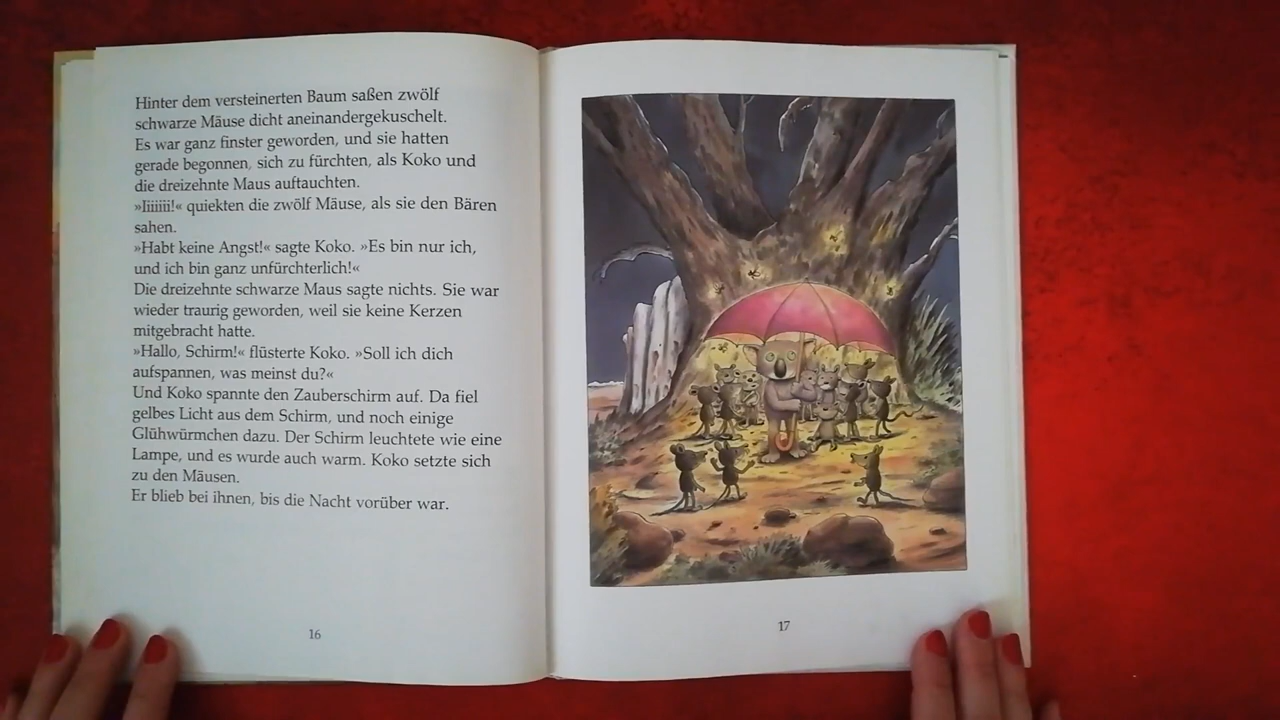 Hinter dem versteinerten Baum saßen zwölf
schwarze Mäuse dicht aneinandergekuschelt.
Es war ganz finster geworden, und sie hatten
gerade begonnen, sich zu fürchten, als Koko und
die dreizehnte Maus auftauchten.
»Iiiiiii!« quiekten die zwölf Mäuse, als sie den Bären
sahen.
»Habt keine Angst!« sagte Koko. »Es bin nur ich,
und ich bin ganz unfürchterlich!«
Die dreizehnte schwarze Maus sagte nichts. Sie war
wieder traurig geworden, weil sie keine Kerzen
mitgebracht hatte.
»Hallo, Schirm!« flüsterte Koko. »Soll ich dich
aufspannen, was meinst du?«
Und Koko spannte den Zauberschirm auf. Da fiel
gelbes Licht aus dem Schirm, und noch einige
Glühwürmchen dazu. Der Schirm leuchtete wie eine
Lampe, und es wurde auch warm. Koko setzte sich
zu den Mäusen.
Er blieb bei ihnen, bis die Nacht vorüber war.
16
17